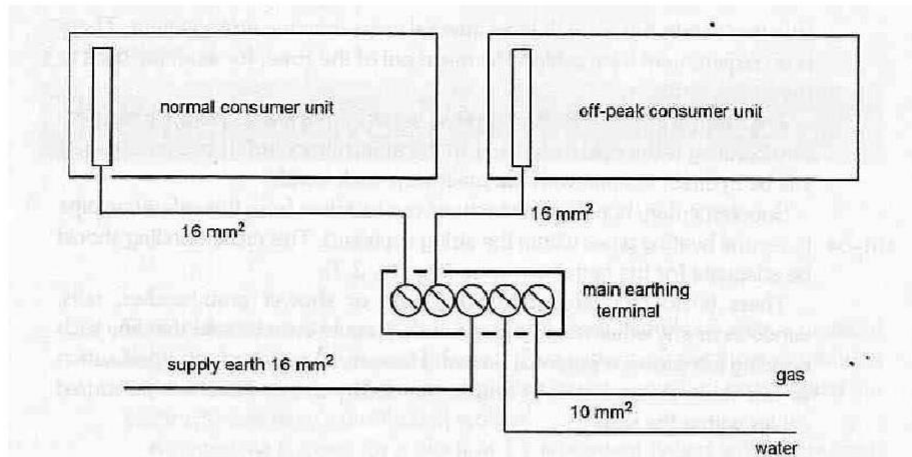 normal consumer unit
off-peak consumer unit
16 mm²
16 mm²
main earthing
terminal
supply earth 16 mm²
gas
10 mm²
water